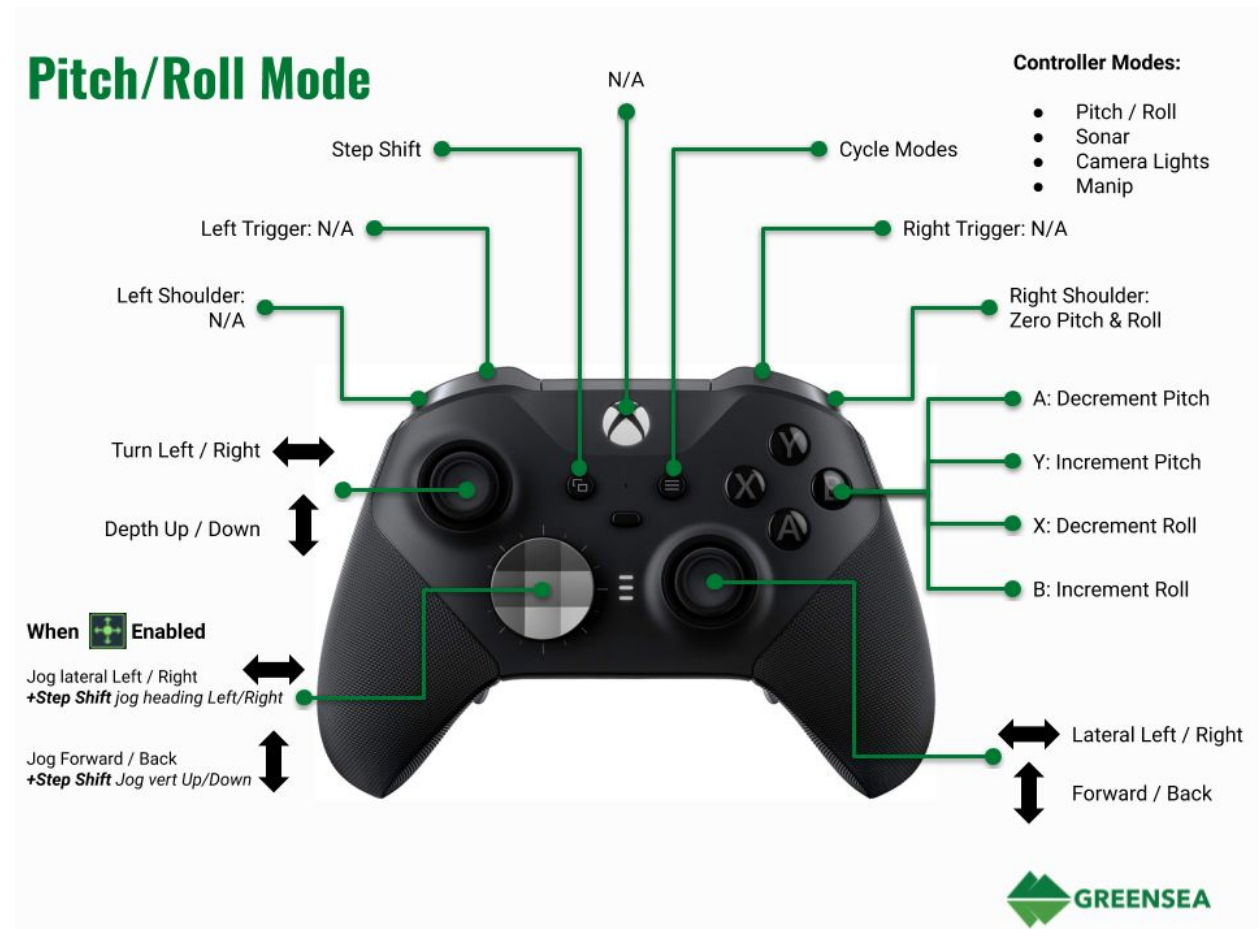 Pitch/Roll Mode
N/A
Controller Modes:
● Pitch / Roll
● Sonar
● Camera Lights
● Manip
Step Shift
Cycle Modes
Left Trigger: N/A
Right Trigger: N/A
Left Shoulder:
N/A
Right Shoulder:
Zero Pitch & Roll
A: Decrement Pitch
Y: Increment Pitch
X: Decrement Roll
B: Increment Roll
Turn Left / Right
Depth Up / Down
Y
X
B
A
When Enabled
Jog lateral Left / Right
+Step Shift jog heading Left/Right
Jog Forward / Back
+Step Shift Jog vert Up/Down
Lateral Left / Right
Forward / Back
GREENSEA